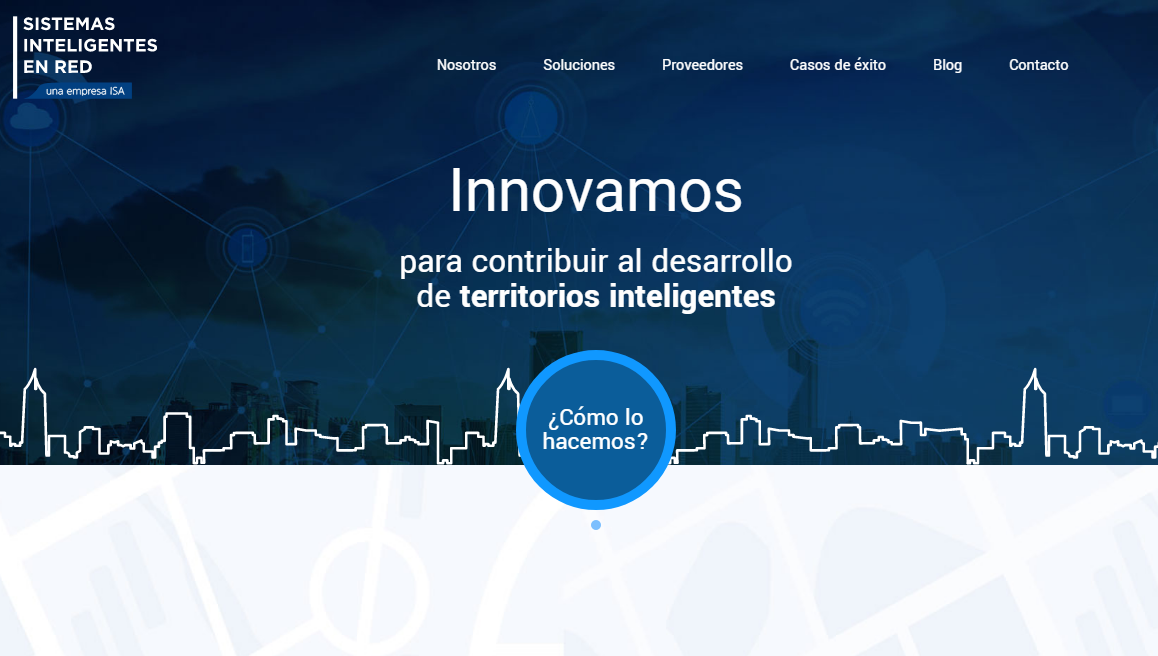 SISTEMAS
INTELIGENTES
EN RED
una empresa ISA
Nosotros Soluciones Proveedores Casos de éxito Blog Contacto
Innovamos
para contribuir al desarrollo
de territorios inteligentes
¿Cómo lo
hacemos?